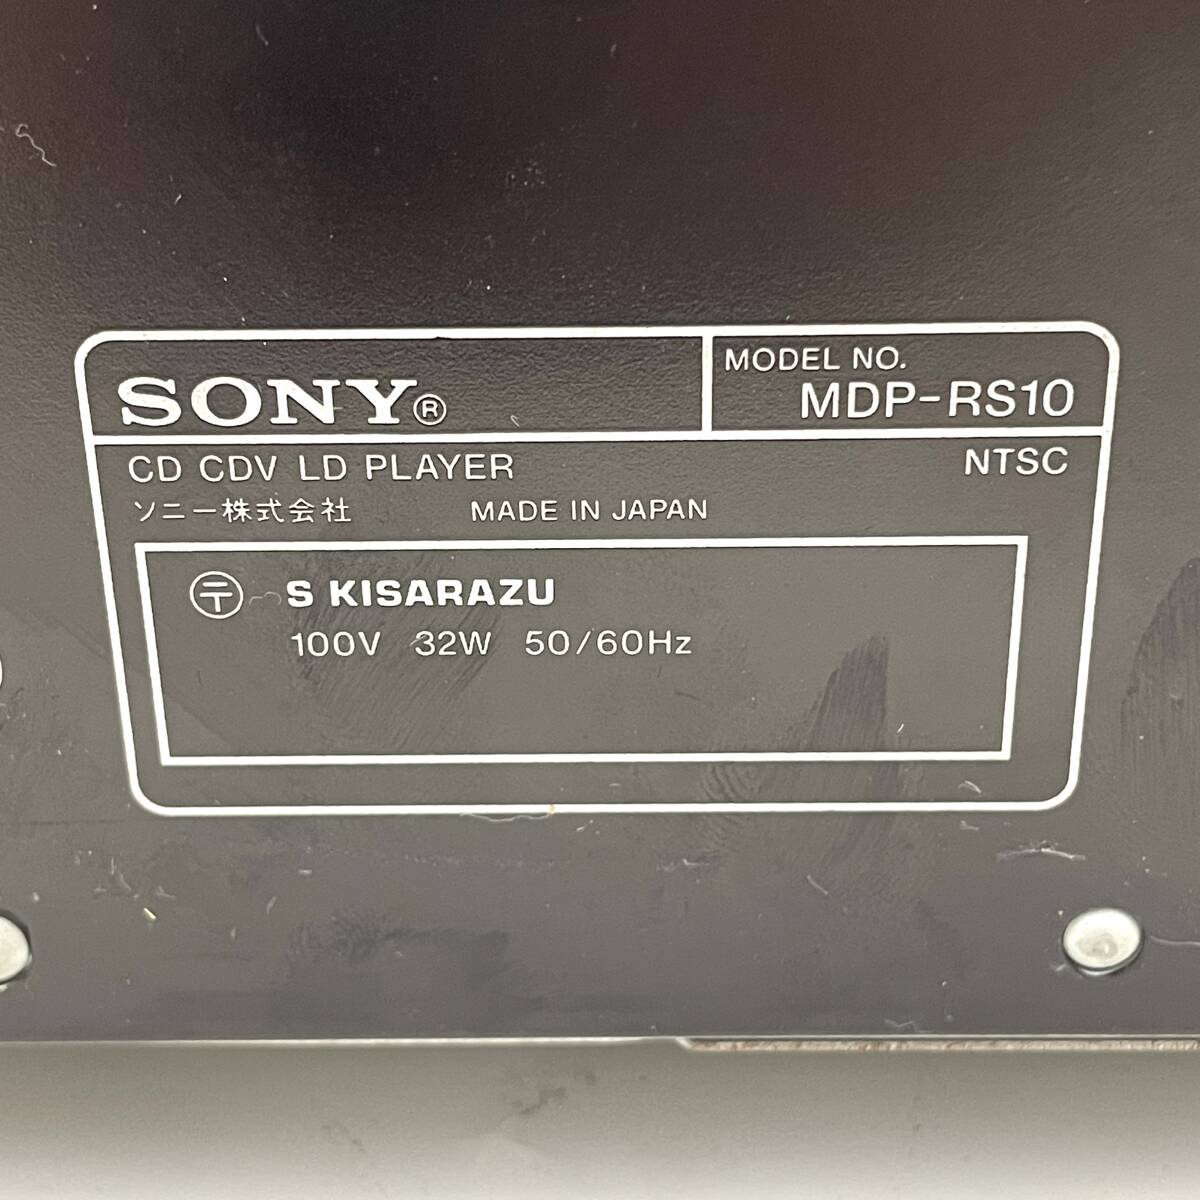 SONY®
MODEL NO.
MDP-RS10
CD CDV LD PLAYER
NTSC
ソニー株式会社 MADE IN JAPAN
〒 S KISARAZU
100V 32W 50/60Hz